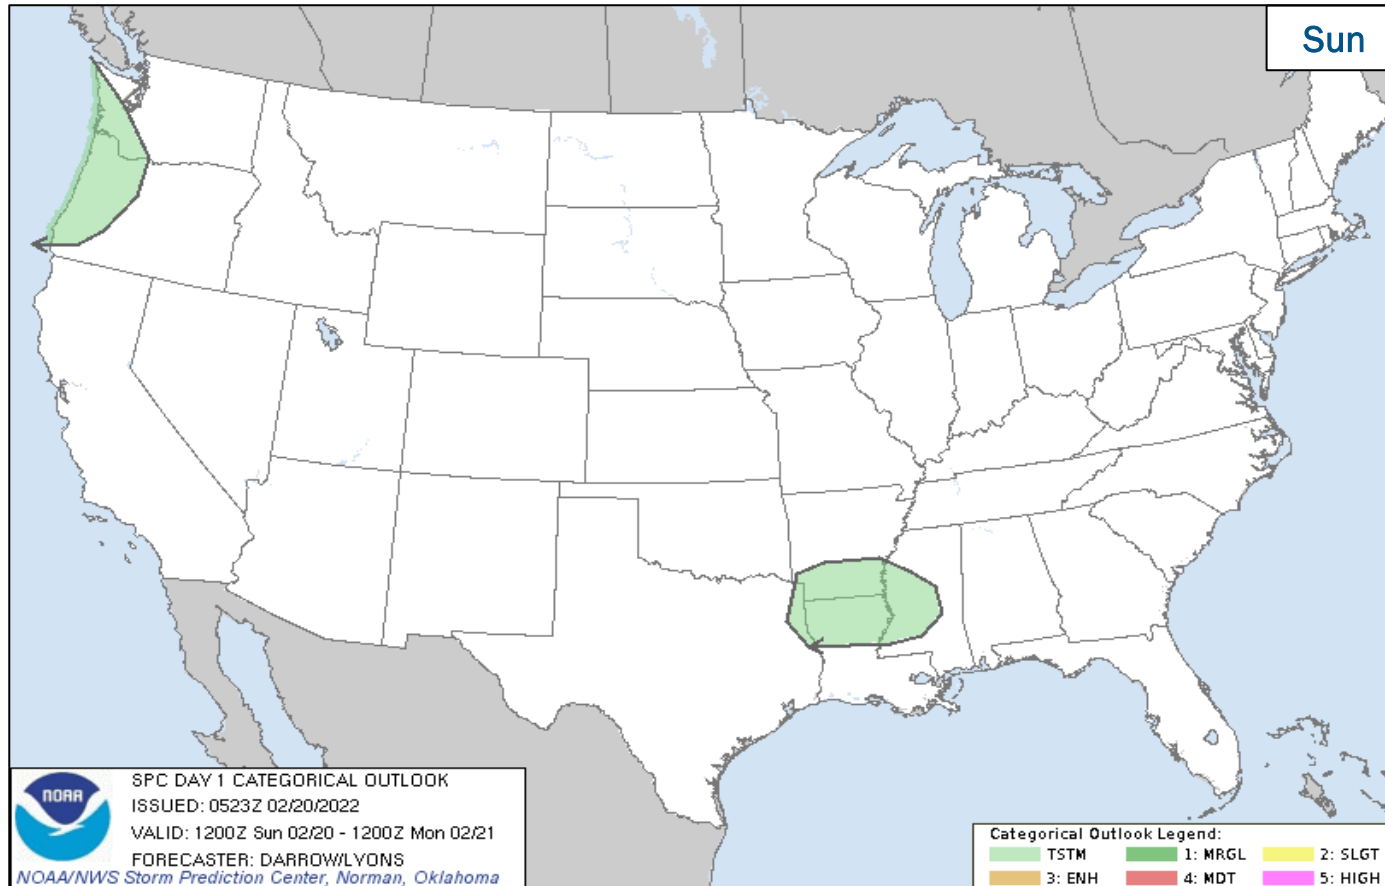 Sun
NOAA
SPC DAY 1 CATEGORICAL OUTLOOK
ISSUED: 0523Z 02/20/2022
VALID: 1200Z Sun 02/20 - 1200Z Mon 02/21
FORECASTER: DARROW/LYONS
NOAA/NWS Storm Prediction Center, Norman, Oklahoma
Categorical Outlook Legend:
TSTM 1: MRGL 2: SLGT
3: ENH 4: MDT 5: HIGH